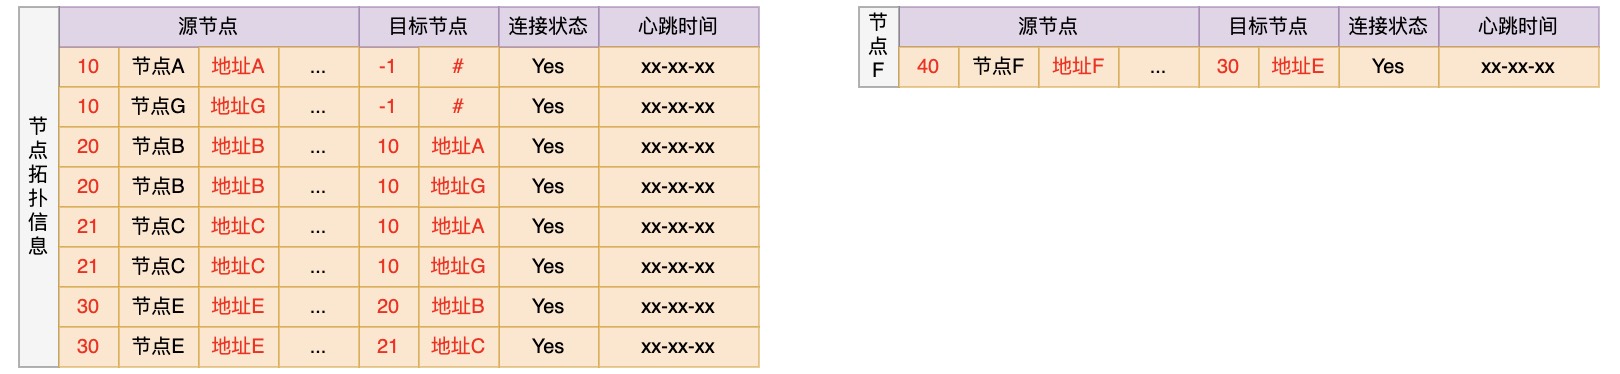 节点拓扑信息
源节点 目标节点 连接状态 心跳时间
10 节点A 地址A ... -1 # Yes xx-xx-xx
10 节点G 地址G ... -1 # Yes xx-xx-xx
20 节点B 地址B ... 10 地址A Yes xx-xx-xx
20 节点B 地址B ... 10 地址G Yes xx-xx-xx
21 节点C 地址C ... 10 地址A Yes xx-xx-xx
21 节点C 地址C ... 10 地址G Yes xx-xx-xx
30 节点E 地址E ... 20 地址B Yes xx-xx-xx
30 节点E 地址E ... 21 地址C Yes xx-xx-xx
节点F
源节点 目标节点 连接状态 心跳时间
40 节点F 地址F ... 30 地址E Yes xx-xx-xx